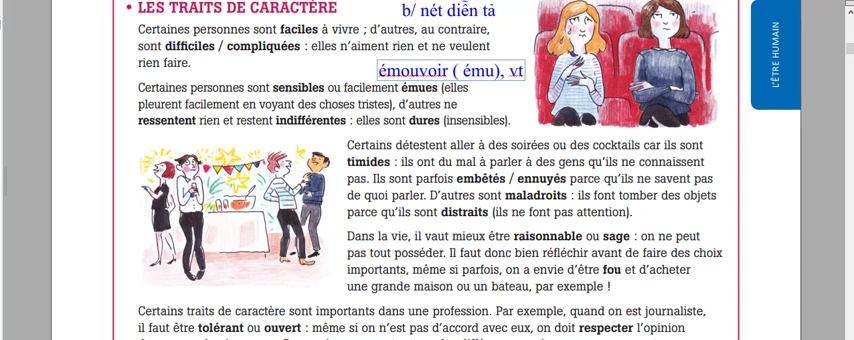 • LES TRAITS DE CARACTÈRE
b/ nét diễn tả
Certaines personnes sont faciles à vivre ; d'autres, au contraire,
sont difficiles / compliquées : elles n'aiment rien et ne veulent
rien faire.
émouvoir ( ému), vt
Certaines personnes sont sensibles ou facilement émues (elles
pleurent facilement en voyant des choses tristes), d'autres ne
ressentent rien et restent indifférentes : elles sont dures (insensibles).
Certains détestent aller à des soirées ou des cocktails car ils sont
timides : ils ont du mal à parler à des gens qu'ils ne connaissent
pas. Ils sont parfois embêtés / ennuyés parce qu'ils ne savent pas
de quoi parler. D'autres sont maladroits : ils font tomber des objets
parce qu'ils sont distraits (ils ne font pas attention).
Dans la vie, il vaut mieux être raisonnable ou sage : on ne peut
pas tout posséder. Il faut donc bien réfléchir avant de faire des choix
importants, même si parfois, on a envie d'être fou et d'acheter
une grande maison ou un bateau, par exemple !
Certains traits de caractère sont importants dans une profession. Par exemple, quand on est journaliste,
il faut être tolérant ou ouvert : même si on n'est pas d'accord avec eux, on doit respecter l'opinion
L'ÊTRE HUMAIN